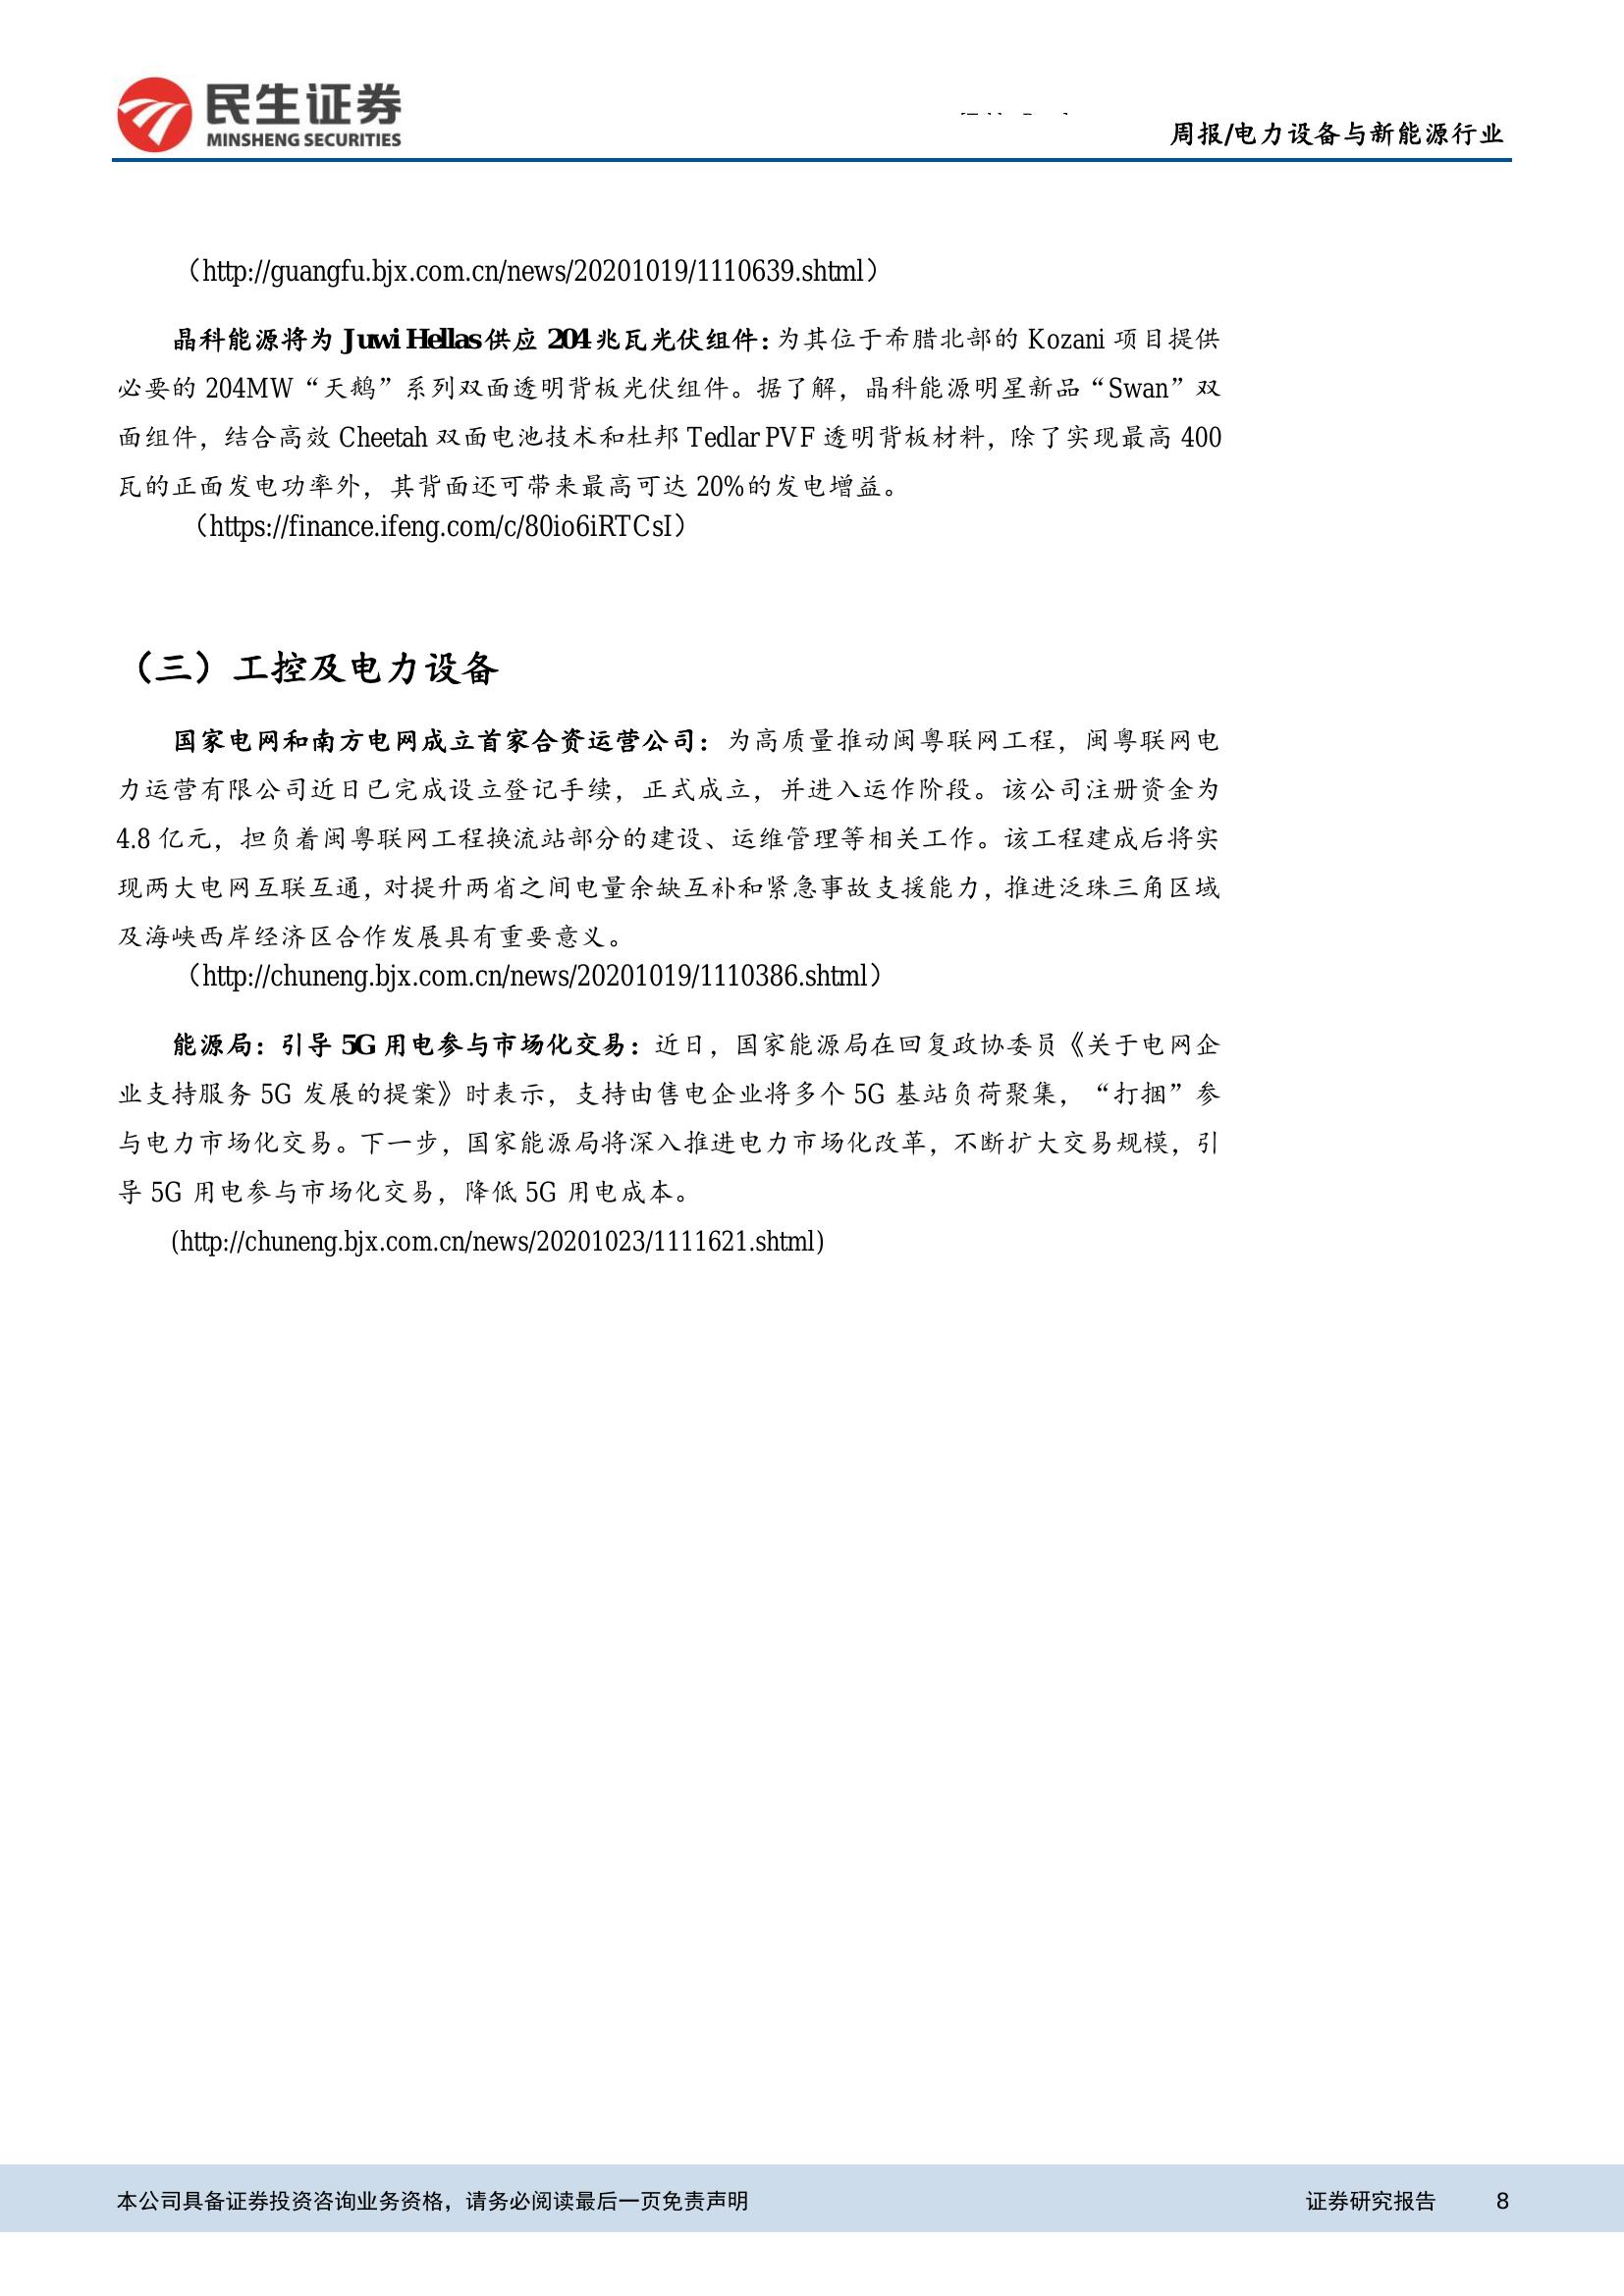 民生证券
MINSHENG SECURITIES
周报/电力设备与新能源行业
（http://guangfu.bjx.com.cn/news/20201019/1110639.shtml）
晶科能源将为 Juwi Hellas 供应 204 兆瓦光伏组件：为其位于希腊北部的 Kozani 项目提供
必要的 204MW“天鹅”系列双面透明背板光伏组件。据了解，晶科能源明星新品“Swan”双
面组件，结合高效 Cheetah 双面电池技术和杜邦 Tedlar PVF 透明背板材料，除了实现最高 400
瓦的正面发电功率外，其背面还可带来最高可达 20%的发电增益。
（https://finance.ifeng.com/c/80io6iRTCsI）
（三）工控及电力设备
国家电网和南方电网成立首家合资运营公司：为高质量推动闽粤联网工程，闽粤联网电
力运营有限公司近日已完成设立登记手续，正式成立，并进入运作阶段。该公司注册资金为
4.8 亿元，担负着闽粤联网工程换流站部分的建设、运维管理等相关工作。该工程建成后将实
现两大电网互联互通，对提升两省之间电量余缺互补和紧急事故支援能力，推进泛珠三角区域
及海峡西岸经济区合作发展具有重要意义。
（http://chuneng.bjx.com.cn/news/20201019/1110386.shtml）
能源局：引导 5G 用电参与市场化交易：近日，国家能源局在回复政协委员《关于电网企
业支持服务 5G 发展的提案》时表示，支持由售电企业将多个 5G 基站负荷聚集，“打捆”参
与电力市场化交易。下一步，国家能源局将深入推进电力市场化改革，不断扩大交易规模，引
导 5G 用电参与市场化交易，降低 5G 用电成本。
(http://chuneng.bjx.com.cn/news/20201023/1111621.shtml)
本公司具备证券投资咨询业务资格，请务必阅读最后一页免责声明
证券研究报告 8